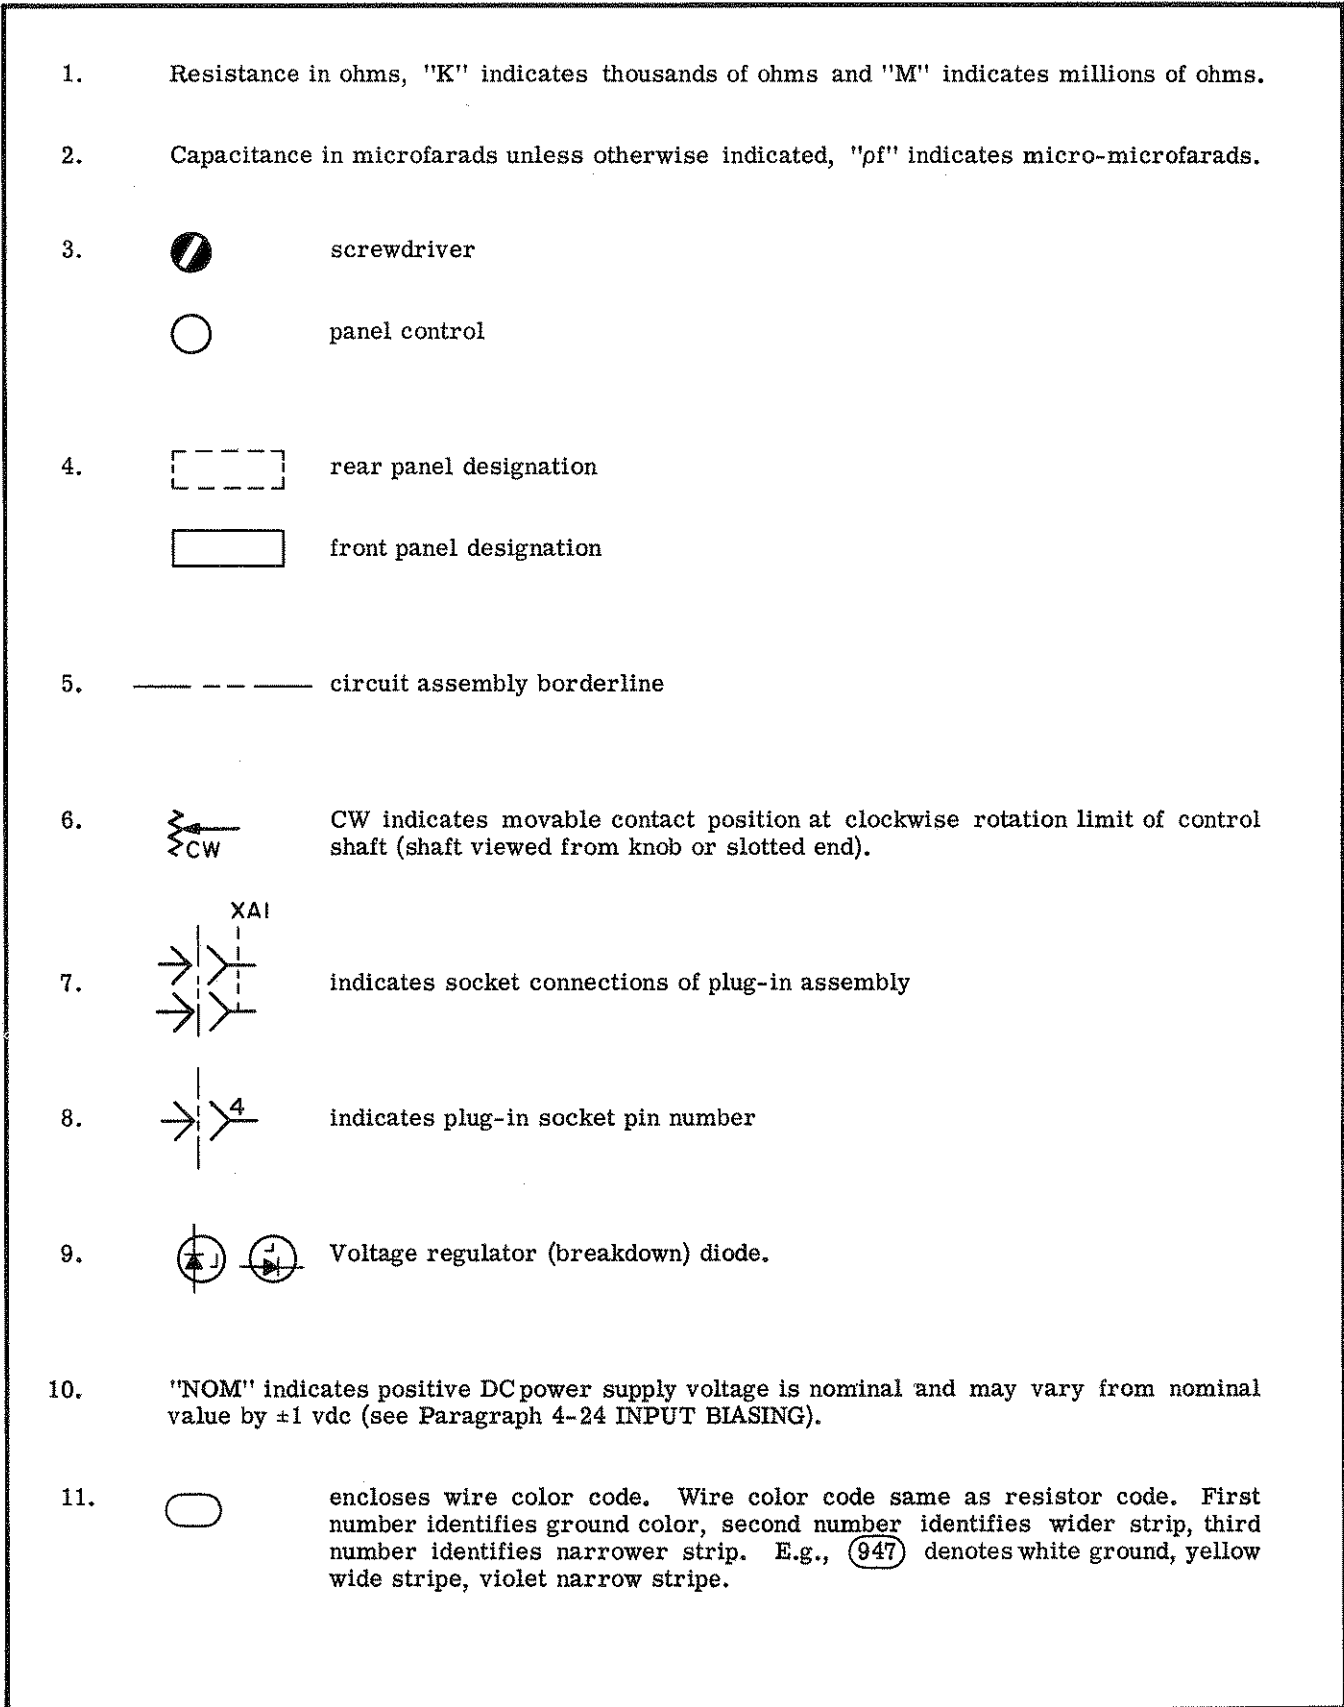 1. Resistance in ohms, "K" indicates thousands of ohms and "M" indicates millions of ohms.
2. Capacitance in microfarads unless otherwise indicated, "ρf" indicates micro-microfarads.
3. screwdriver
panel control
4. rear panel designation
front panel designation
5. circuit assembly borderline
6. CW CW indicates movable contact position at clockwise rotation limit of control
shaft (shaft viewed from knob or slotted end).
XA1
7. indicates socket connections of plug-in assembly
8. 4 indicates plug-in socket pin number
9. Voltage regulator (breakdown) diode.
10. "NOM" indicates positive DC power supply voltage is nominal and may vary from nominal
value by ±1 vdc (see Paragraph 4-24 INPUT BIASING).
11. encloses wire color code. Wire color code same as resistor code. First
number identifies ground color, second number identifies wider strip, third
number identifies narrower strip. E.g., 947 denotes white ground, yellow
wide stripe, violet narrow stripe.